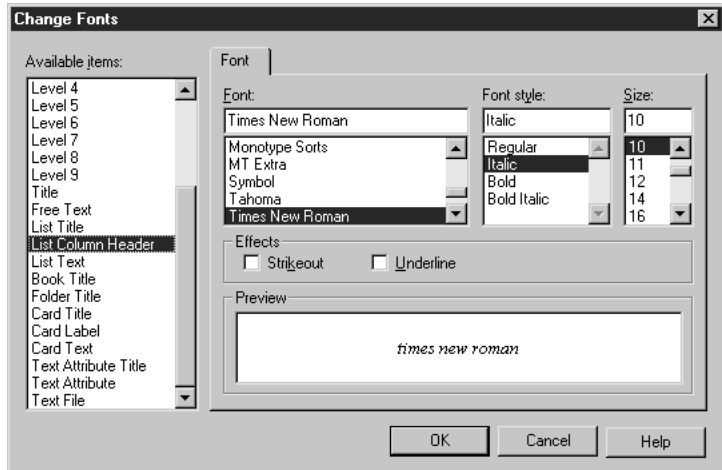 Change Fonts
Available items:
Level 4
Level 5
Level 6
Level 7
Level 8
Level 9
Title
Free Text
List Title
List Column Header
List Text
Book Title
Folder Title
Card Title
Card Label
Card Text
Text Attribute Title
Text Attribute
Text File
Font
Font:
Times New Roman
Monotype Sorts
MT Extra
Symbol
Tahoma
Times New Roman
Font style:
Italic
Regular
Italic
Bold
Bold Italic
Size:
10
10
11
12
14
16
Effects
Strikeout
Underline
Preview
times new roman
OK
Cancel
Help